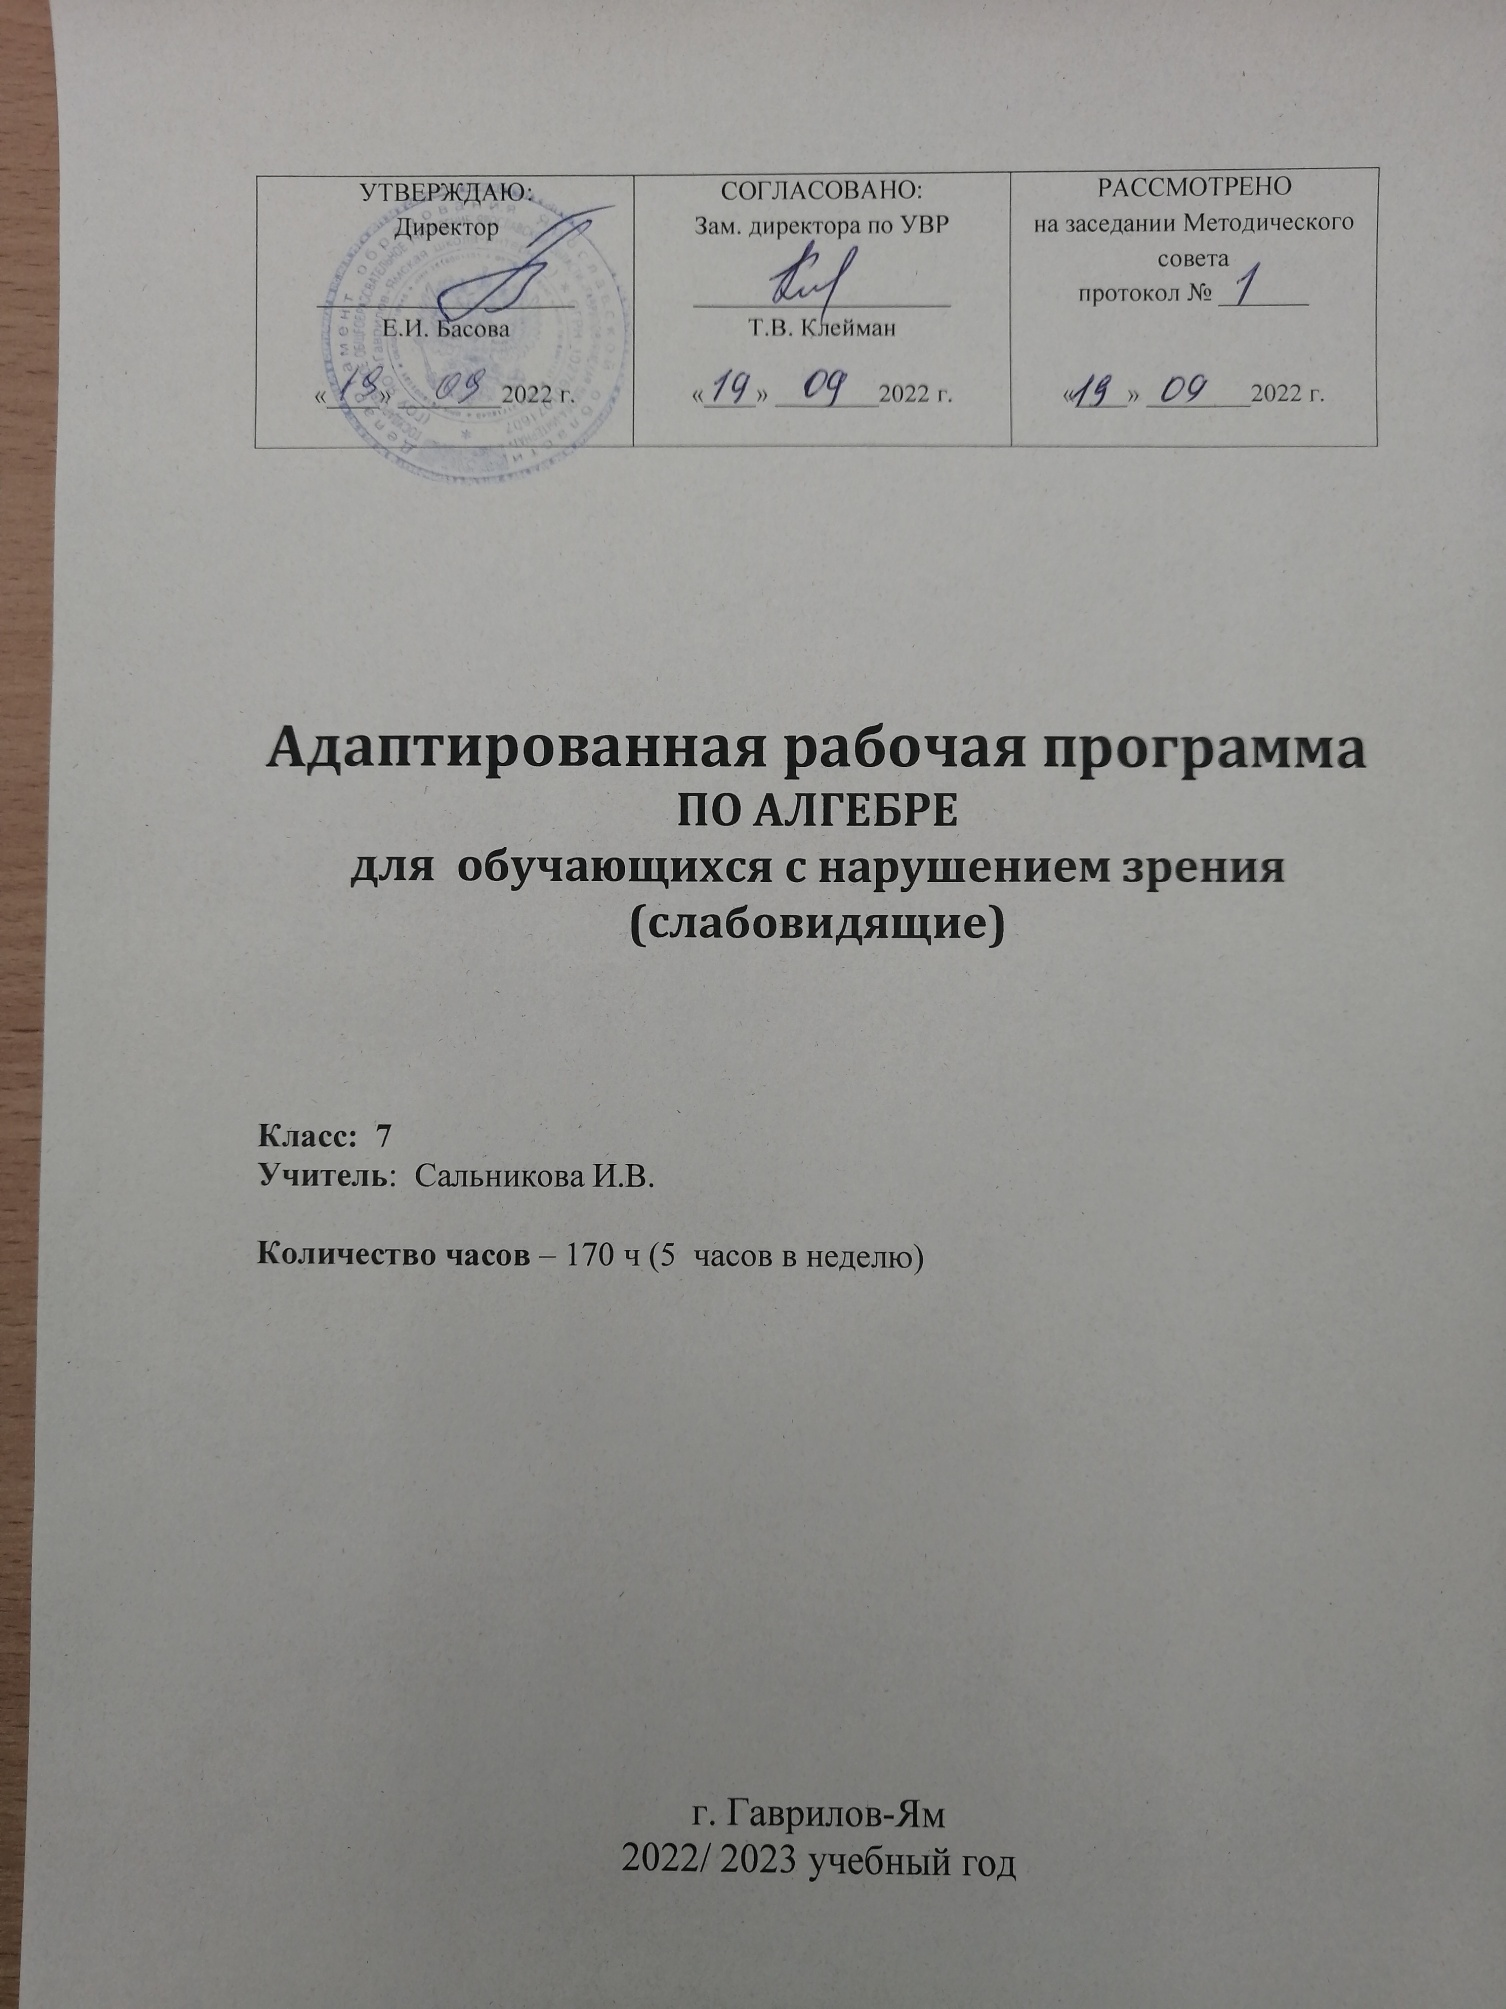 УТВЕРЖДАЮ:
Директор
Е.И. Басова
«19» 09 2022 г.
СОГЛАСОВАНО:
Зам. директора по УВР
Т.В. Клейман
«19» 09 2022 г.
РАССМОТРЕНО
на заседании Методического
совета
протокол № 1
«19» 09 2022 г.
Адаптированная рабочая программа
ПО АЛГЕБРЕ
для обучающихся с нарушением зрения
(слабовидящие)
Класс: 7
Учитель: Сальникова И.В.
Количество часов – 170 ч (5 часов в неделю)
г. Гаврилов-Ям
2022/ 2023 учебный год